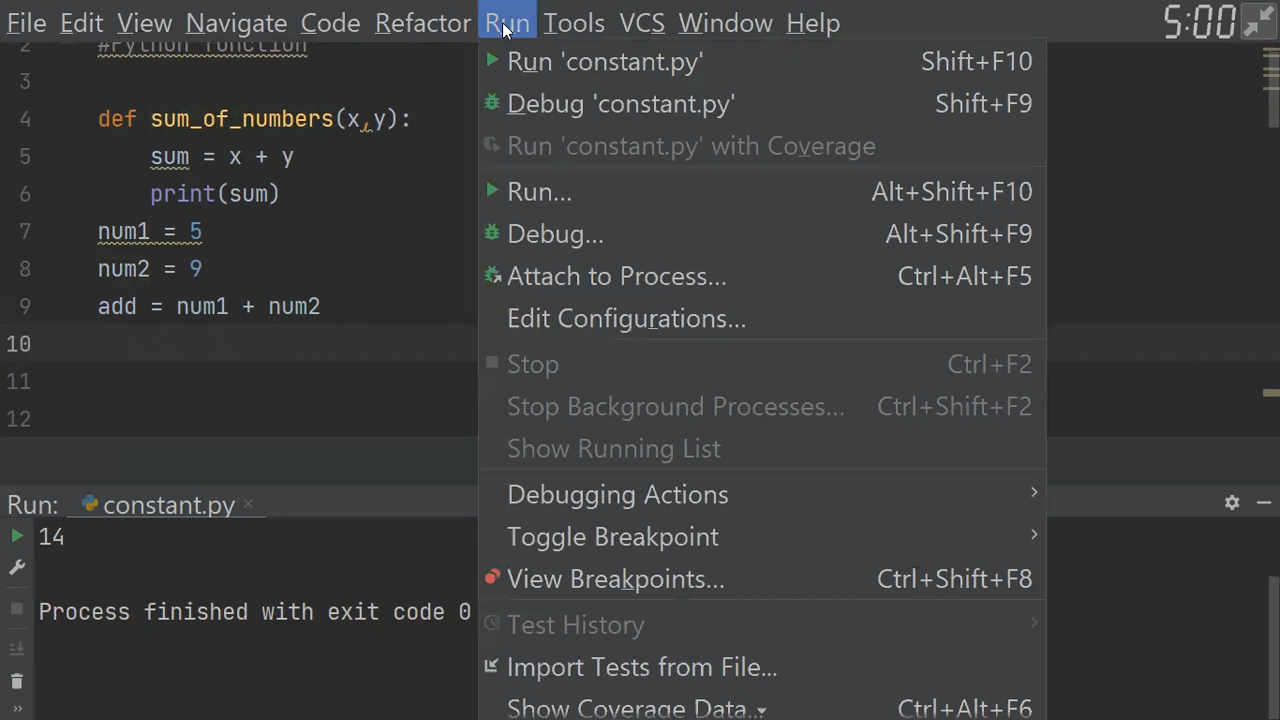 File Edit View Navigate Code Refactor Run Tools VCS Window Help 5:00
2 #Python function
3
4 def sum_of_numbers(x,y):
5 sum = x + y
6 print(sum)
7 num1 = 5
8 num2 = 9
9 add = num1 + num2
10
11
12
Run 'constant.py' Shift+F10
Debug 'constant.py' Shift+F9
Run 'constant.py' with Coverage
Run... Alt+Shift+F10
Debug... Alt+Shift+F9
Attach to Process... Ctrl+Alt+F5
Edit Configurations...
Stop Ctrl+F2
Stop Background Processes... Ctrl+Shift+F2
Show Running List
Debugging Actions
Toggle Breakpoint
View Breakpoints... Ctrl+Shift+F8
Test History
Import Tests from File...
Show Coverage Data... Ctrl+Alt+F6
Run: constant.py
14
Process finished with exit code 0